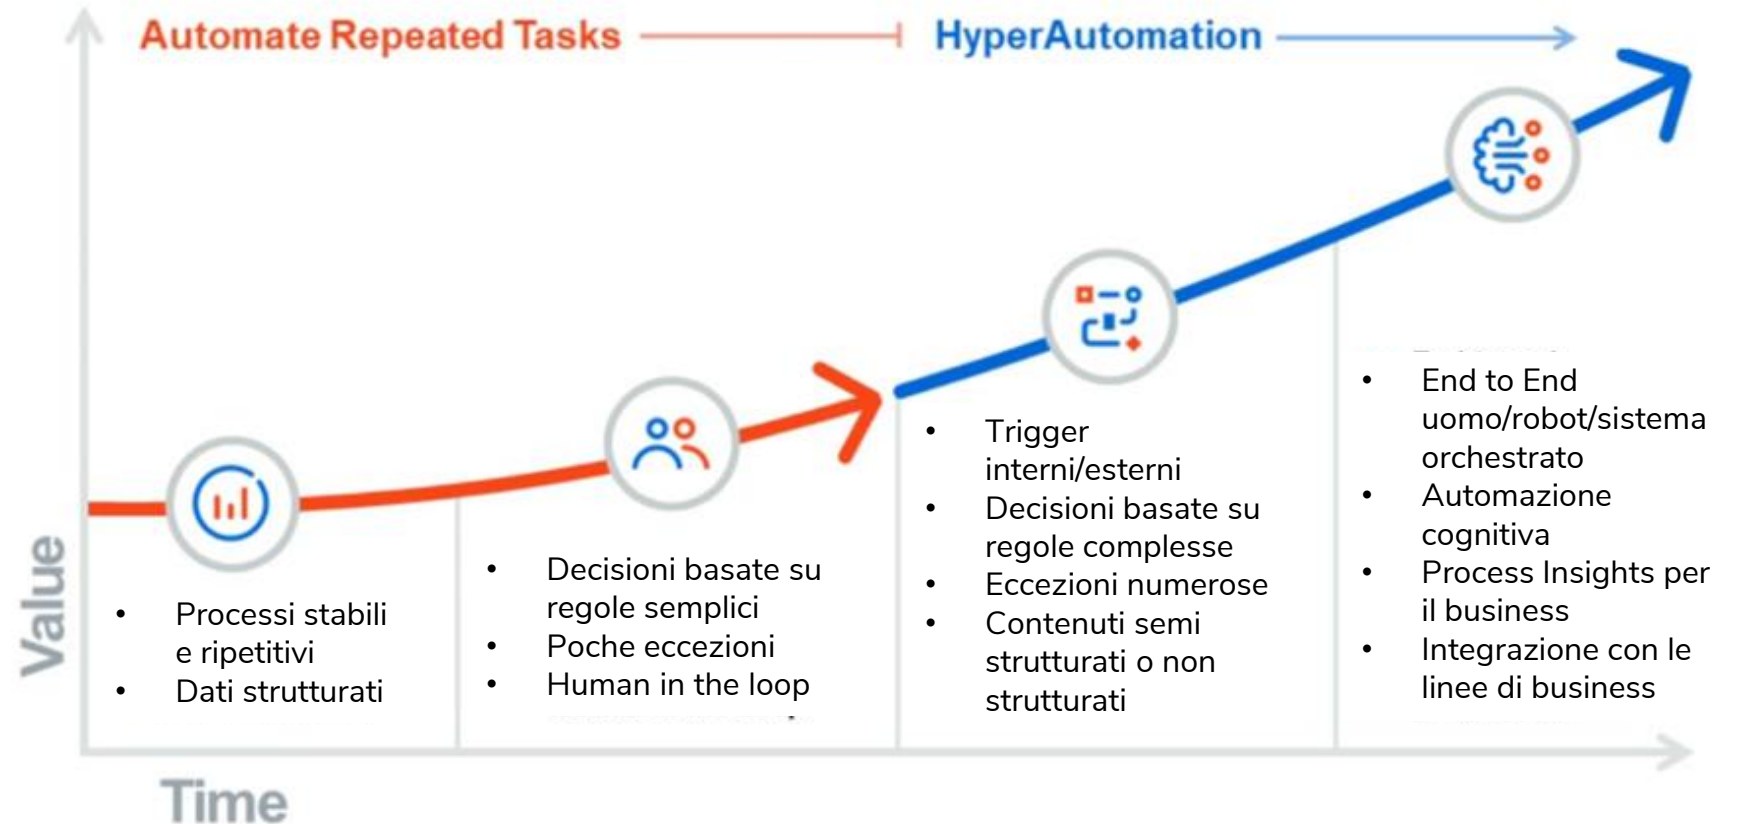 Automate Repeated Tasks
HyperAutomation
Value
• Processi stabili
e ripetitivi
• Dati strutturati
• Decisioni basate su
regole semplici
• Poche eccezioni
• Human in the loop
• Trigger
interni/esterni
• Decisioni basate su
regole complesse
• Eccezioni numerose
• Contenuti semi
strutturati o non
strutturati
• End to End
uomo/robot/sistema
orchestrato
• Automazione
cognitiva
• Process Insights per
il business
• Integrazione con le
linee di business
Time